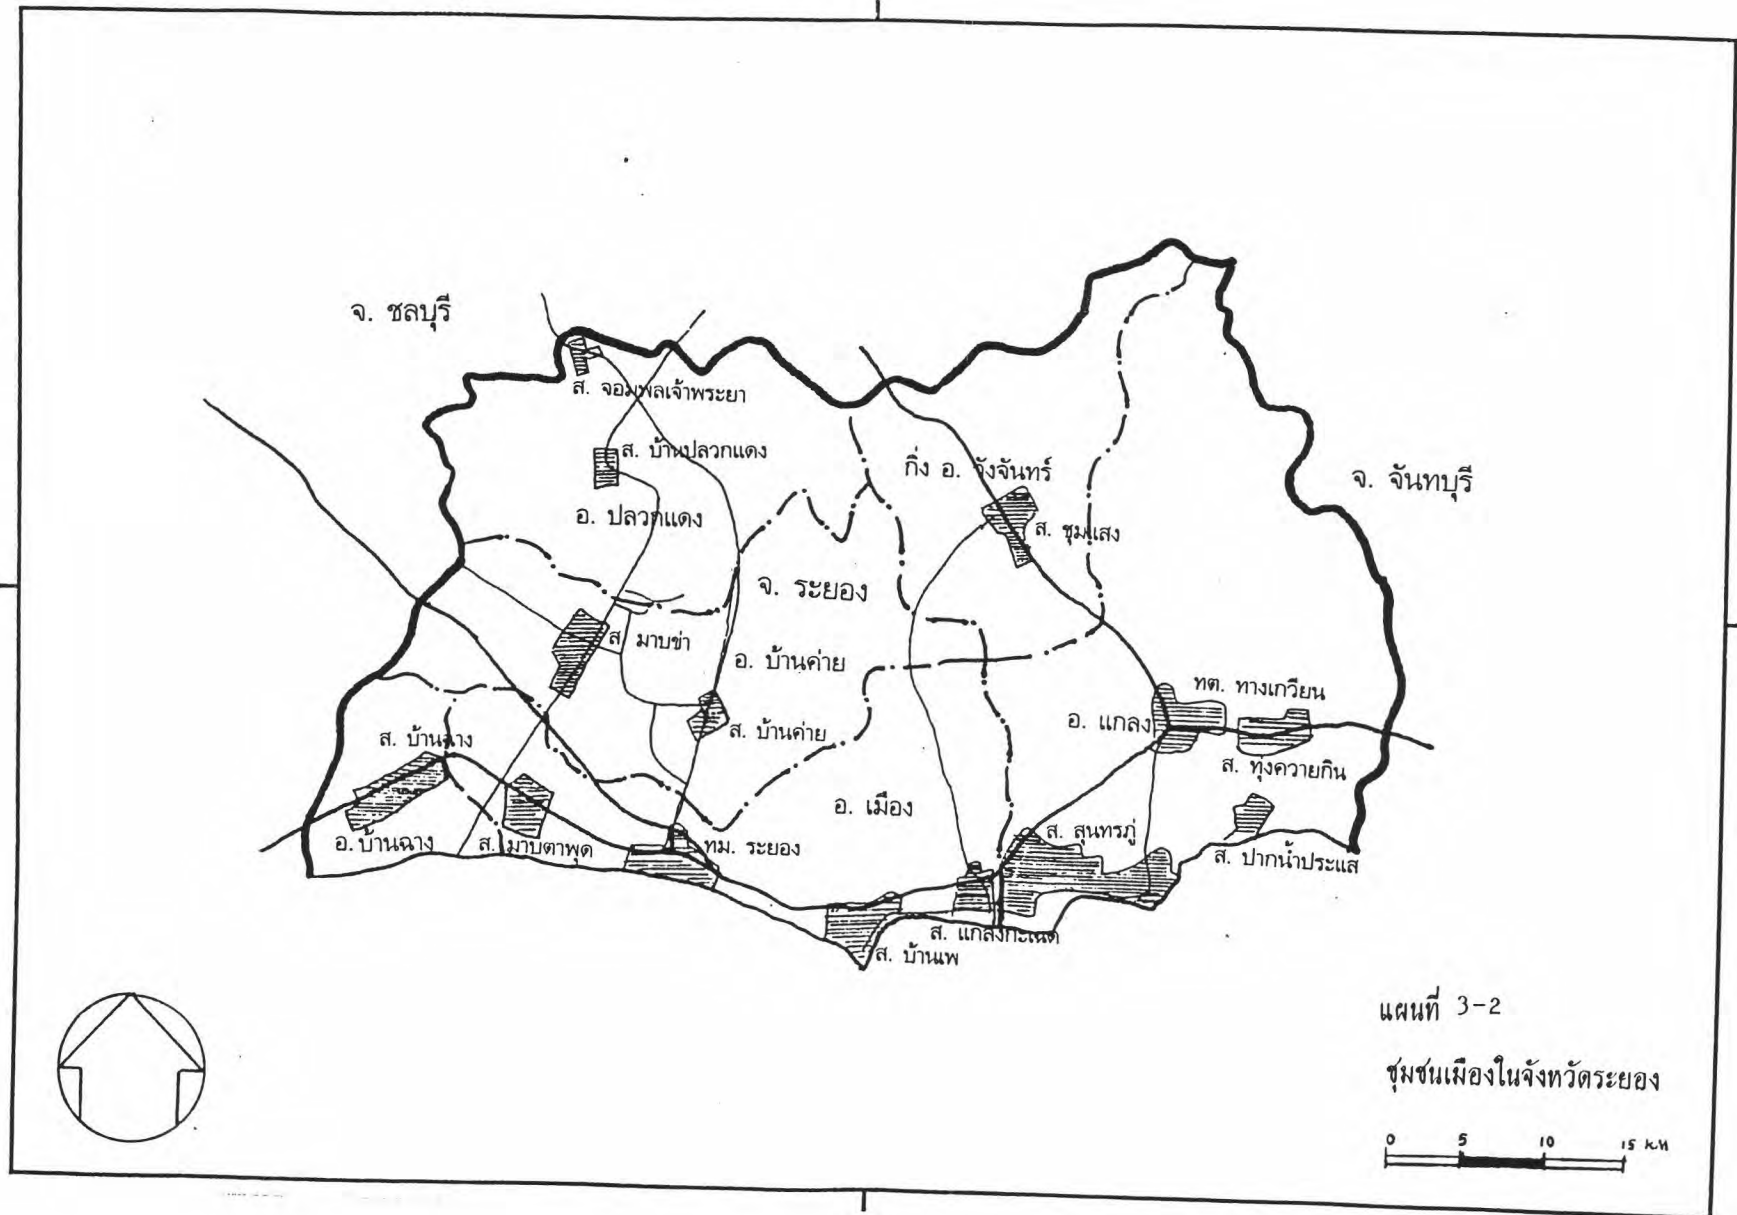 จ. ชลบุรี
ส. จอมพลเจ้าพระยา
ส. บ้านปลวกแดง
กิ่ง อ. วังจันทร์
จ. จันทบุรี
อ. ปลวกแดง
ส. ชุมแสง
จ. ระยอง
ส. มาบข่า
อ. บ้านค่าย
ทต. ทางเกวียน
อ. แกลง
ส. บ้านฉาง
ส. บ้านค่าย
ส. ทุ่งควายกิน
อ. เมือง
อ. บ้านฉาง
ส. มาบตาพุด
ทม. ระยอง
ส. สุนทรภู่
ส. ปากน้ำประแส
ส. แกลงกะเฉด
ส. บ้านเพ
แผนที่ 3-2
ชุมชนเมืองในจังหวัดระยอง
0 5 10 15 KM